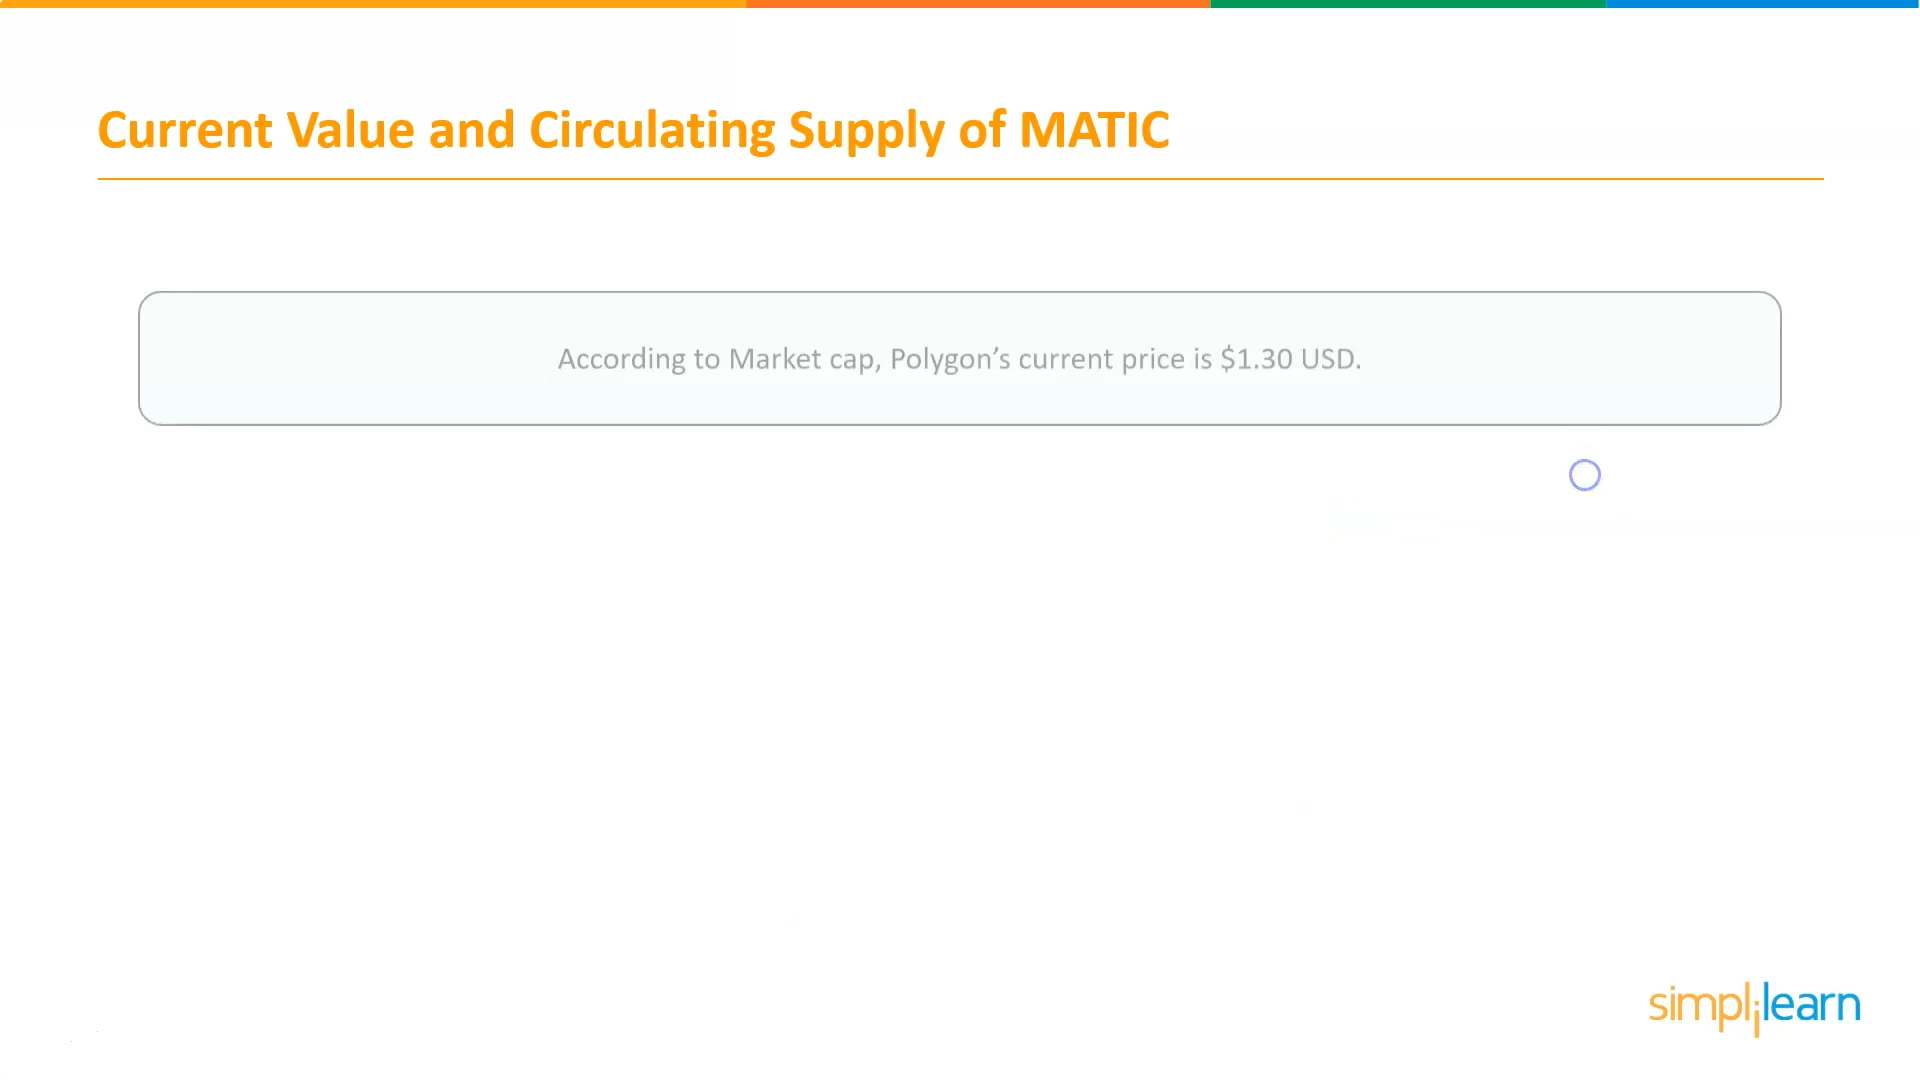 Current Value and Circulating Supply of MATIC
According to Market cap, Polygon’s current price is $1.30 USD.
simplilearn